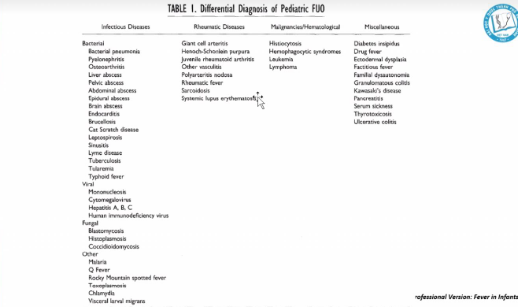 TABLE 1. Differential Diagnosis of Pediatric FUO
Infectious Diseases
Bacterial
Bacterial pneumonia
Pyelonephritis
Osteoarthritis
Liver abscess
Pelvic abscess
Abdominal abscess
Epidural abscess
Brain abscess
Endocarditis
Brucellosis
Cat Scratch disease
Leptospirosis
Sinusitis
Lyme disease
Tuberculosis
Tularemia
Typhoid fever
Viral
Mononucleosis
Cytomegalovirus
Hepatitis A, B, C
Human immunodeficiency virus
Fungal
Blastomycosis
Histoplasmosis
Coccidioidomycosis
Other
Malaria
Q Fever
Rocky Mountain spotted fever
Toxoplasmosis
Chlamydia
Visceral larval migrans
Rheumatic Diseases
Giant cell arteritis
Henoch-Schonlein purpura
Juvenile rheumatoid arthritis
Other vasculitis
Polyarteritis nodosa
Rheumatic fever
Sarcoidosis
Systemic lupus erythematosis
Malignancies/Hematological
Histiocytosis
Hemophagocytic syndromes
Leukemia
Lymphoma
Miscellaneous
Diabetes insipidus
Drug fever
Ectodermal dysplasia
Factitious fever
Familial dysautonomia
Granulomatous colitis
Kawasaki's disease
Pancreatitis
Serum sickness
Thyrotoxicosis
Ulcerative colitis
rofessional Version: Fever in Infants